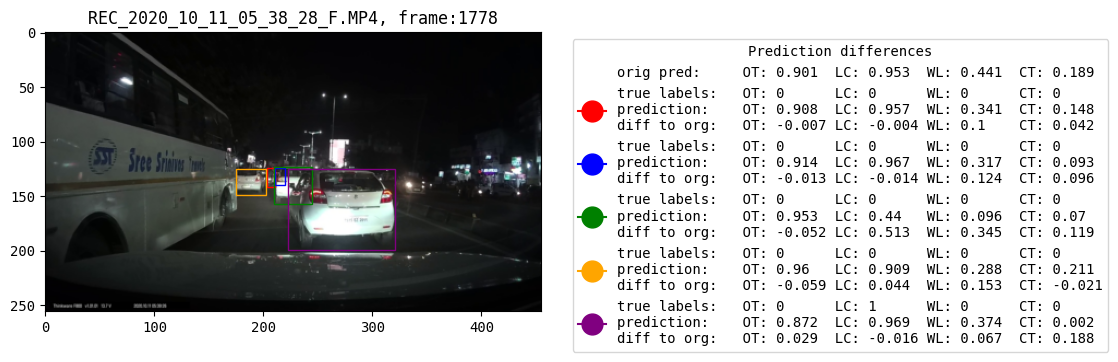 REC_2020_10_11_05_38_28_F.MP4, frame:1778
0
50
100
150
200
250
0
100
200
300
400
SST
Sree Srinivasa Travels
Prediction differences
orig pred: OT: 0.901 LC: 0.953 WL: 0.441 CT: 0.189
true labels: OT: 0 LC: 0 WL: 0 CT: 0
prediction: OT: 0.908 LC: 0.957 WL: 0.341 CT: 0.148
diff to org: OT: -0.007 LC: -0.004 WL: 0.1 CT: 0.042
true labels: OT: 0 LC: 0 WL: 0 CT: 0
prediction: OT: 0.914 LC: 0.967 WL: 0.317 CT: 0.093
diff to org: OT: -0.013 LC: -0.014 WL: 0.124 CT: 0.096
true labels: OT: 0 LC: 0 WL: 0 CT: 0
prediction: OT: 0.953 LC: 0.44 WL: 0.096 CT: 0.07
diff to org: OT: -0.052 LC: 0.513 WL: 0.345 CT: 0.119
true labels: OT: 0 LC: 0 WL: 0 CT: 0
prediction: OT: 0.96 LC: 0.909 WL: 0.288 CT: 0.211
diff to org: OT: -0.059 LC: 0.044 WL: 0.153 CT: -0.021
true labels: OT: 0 LC: 1 WL: 0 CT: 0
prediction: OT: 0.872 LC: 0.969 WL: 0.374 CT: 0.002
diff to org: OT: 0.029 LC: -0.016 WL: 0.067 CT: 0.188